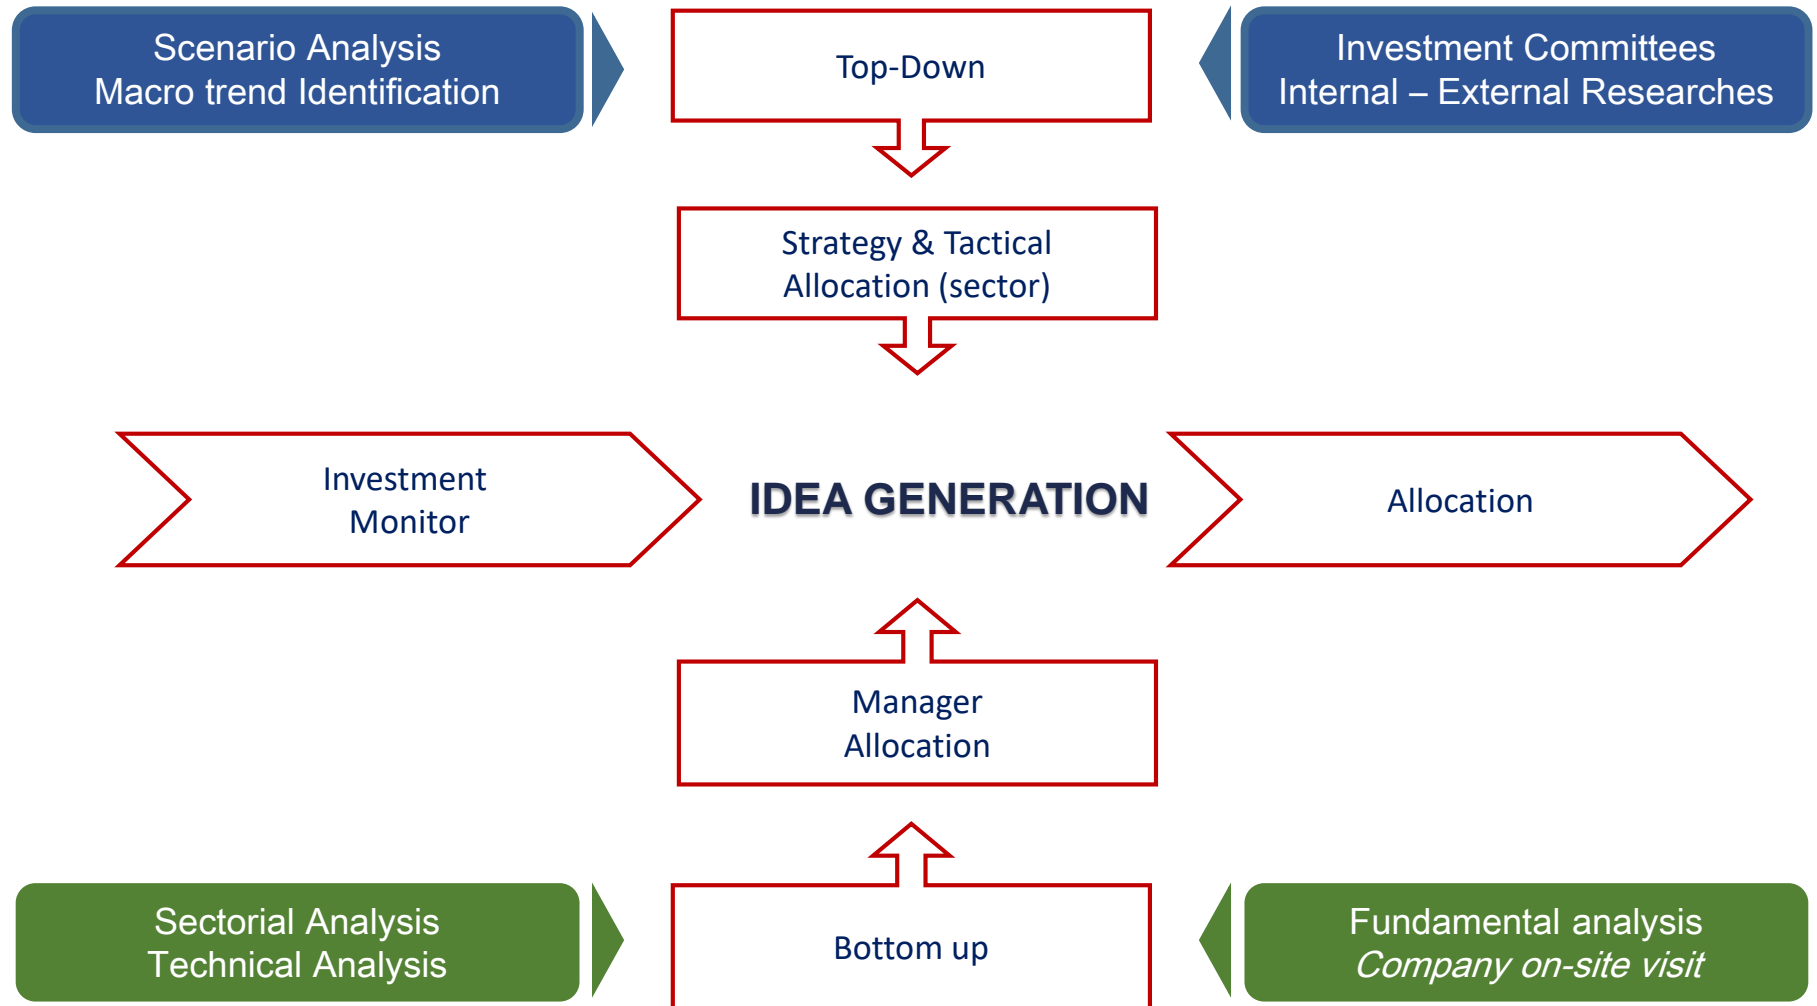 Scenario Analysis
Macro trend Identification
Top-Down
Investment Committees
Internal – External Researches
Strategy & Tactical
Allocation (sector)
Investment
Monitor
IDEA GENERATION
Allocation
Manager
Allocation
Sectorial Analysis
Technical Analysis
Bottom up
Fundamental analysis
Company on-site visit